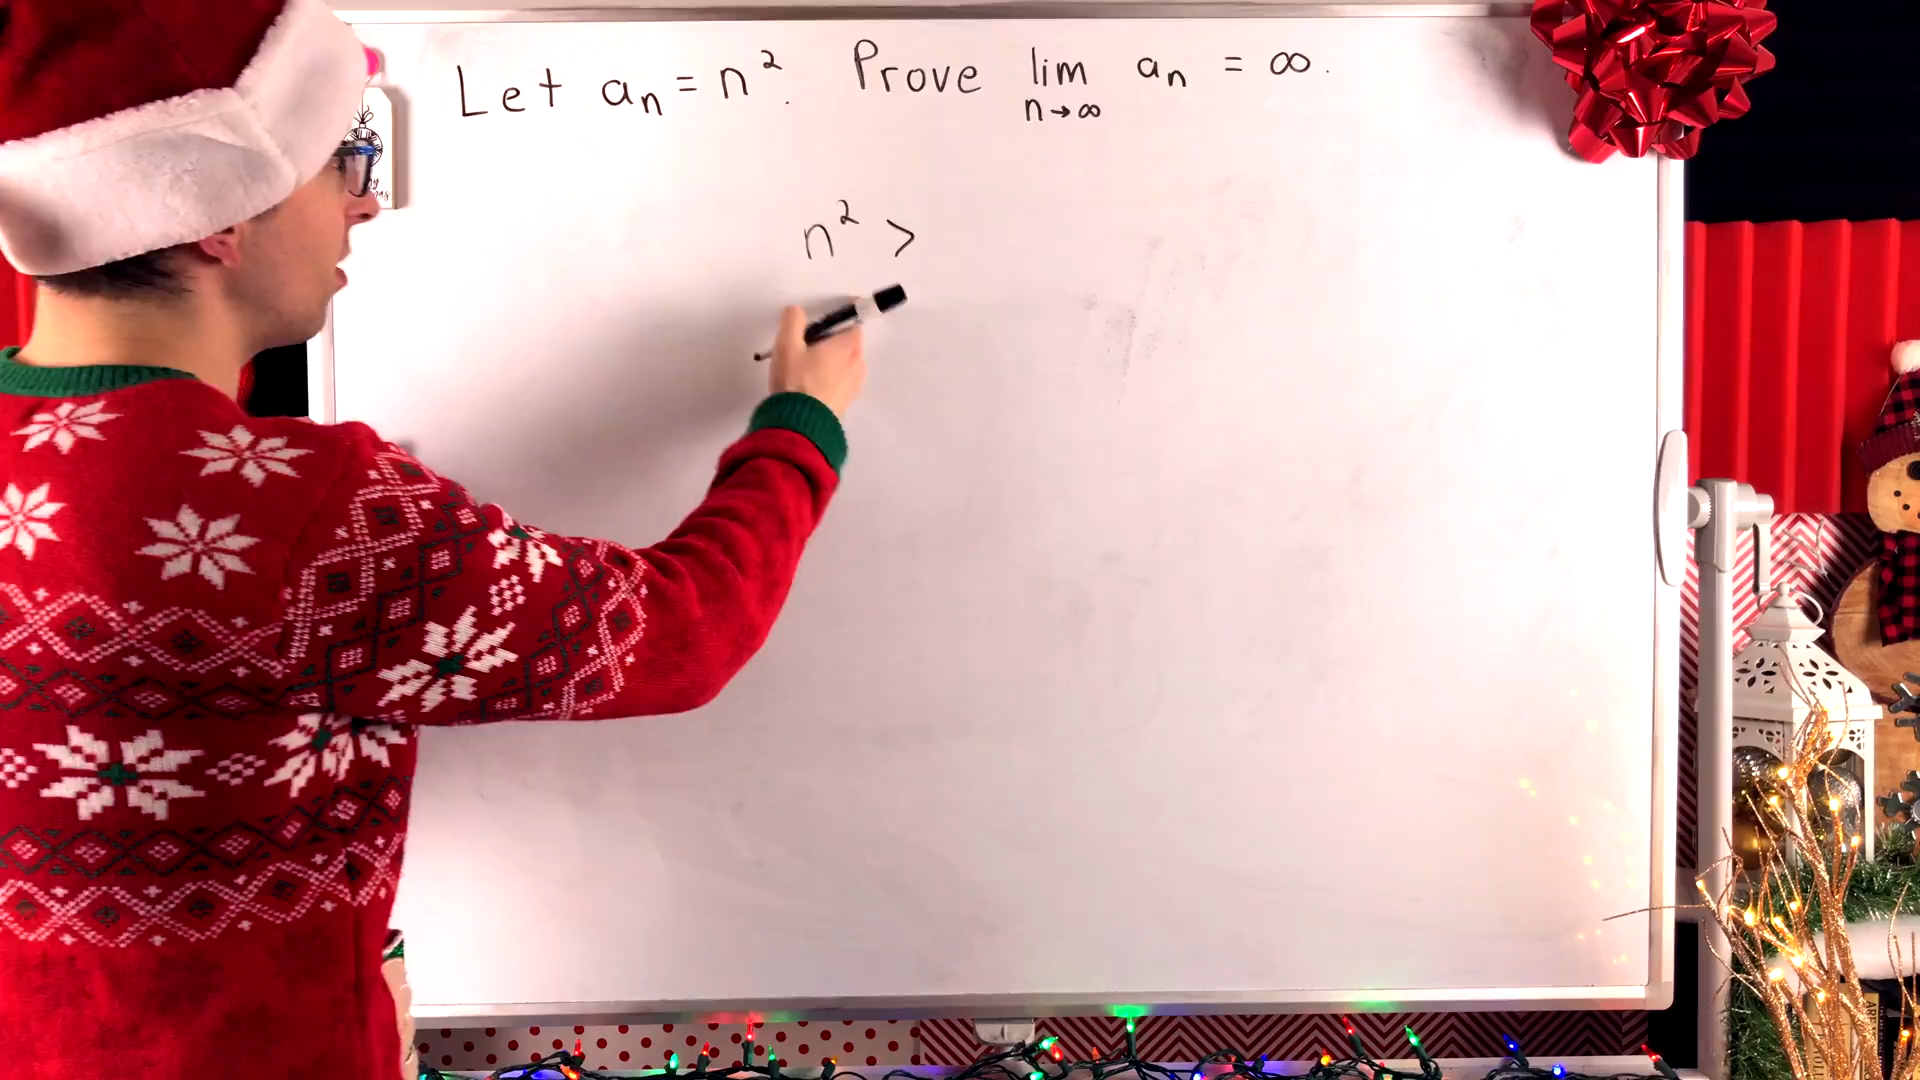 Let aₙ = n². Prove lim aₙ = ∞.
n→∞
n² >